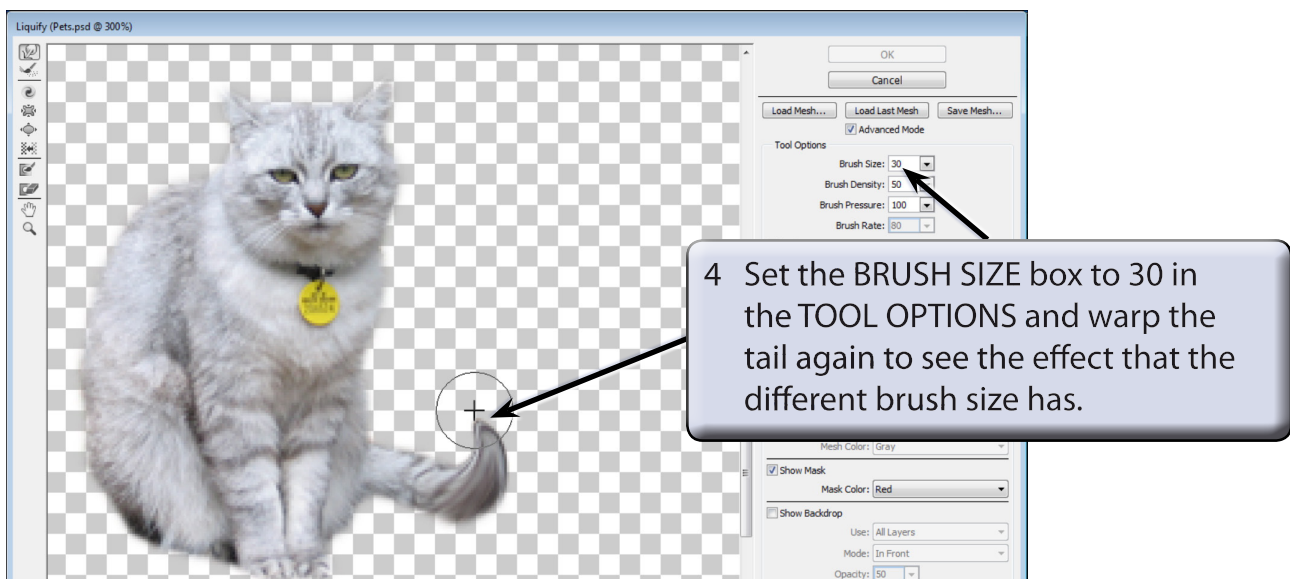 Liquify (Pets.psd @ 300%)
OK
Cancel
Load Mesh...
Load Last Mesh
Save Mesh...
Advanced Mode
Tool Options
Brush Size: 30
Brush Density: 50
Brush Pressure: 100
Brush Rate: 80
4 Set the BRUSH SIZE box to 30 in
the TOOL OPTIONS and warp the
tail again to see the effect that the
different brush size has.
Mesh Color: Gray
Show Mask
Mask Color: Red
Show Backdrop
Use: All Layers
Mode: In Front
Opacity: 50